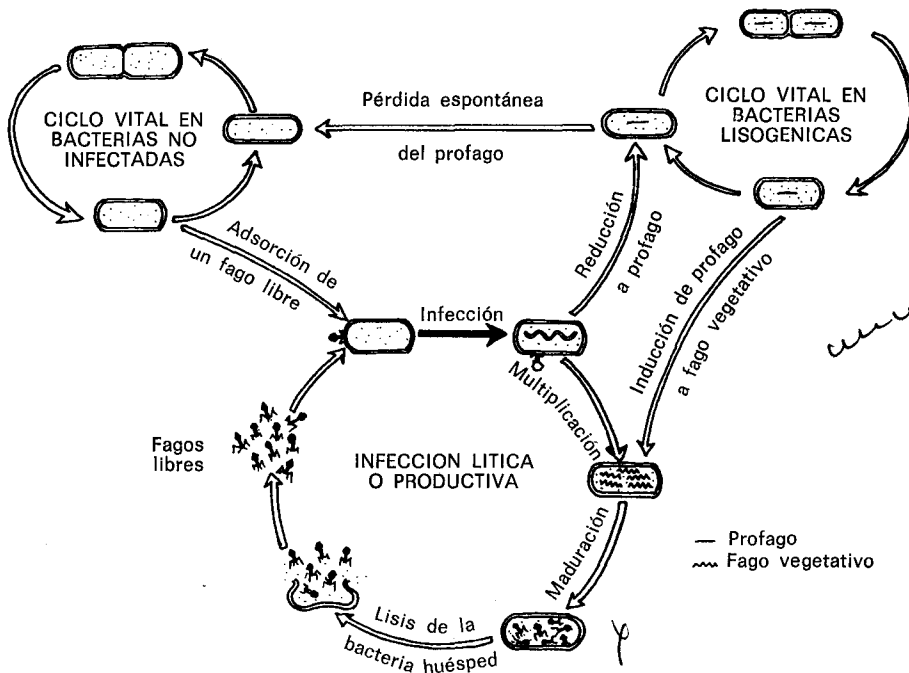 CICLO VITAL EN
BACTERIAS NO
INFECTADAS
Pérdida espontánea
del profago
CICLO VITAL EN
BACTERIAS
LISOGENICAS
Adsorción de
un fago libre
Infección
Reducción
a profago
Inducción de profago
a fago vegetativo
Multiplicación
Fagos
libres
INFECCION LITICA
O PRODUCTIVA
Maduración
Lisis de la
bacteria huésped
Profago
Fago vegetativo